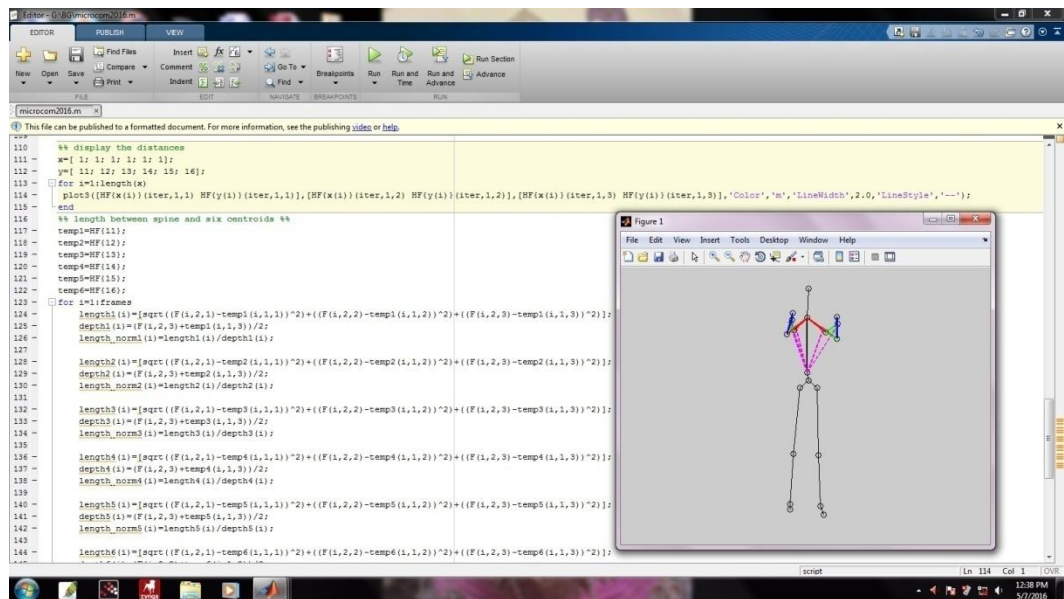 Editor - G:\BG\microcom2016.m
EDITOR PUBLISH VIEW
New Open Save Find Files Compare Print
Insert fx Comment Indent
Go To Find
Breakpoints
Run Run and Time Run and Advance Run Section Advance
FILE EDIT NAVIGATE BREAKPOINTS RUN
microcom2016.m
This file can be published to a formatted document. For more information, see the publishing video or help.
110 %% display the distances
111 - x=[ 1; 1; 1; 1; 1; 1];
112 - y=[ 11; 12; 13; 14; 15; 16];
113 - for i=1:length(x)
114 - plot3([HF{x(i)}(iter,1,1) HF{y(i)}(iter,1,1)],[HF{x(i)}(iter,1,2) HF{y(i)}(iter,1,2)],[HF{x(i)}(iter,1,3) HF{y(i)}(iter,1,3)],'Color','m','LineWidth',2.0,'LineStyle','--');
115 - end
116 %% length between spine and six centroids %%
117 - temp1=HF{11};
118 - temp2=HF{12};
119 - temp3=HF{13};
120 - temp4=HF{14};
121 - temp5=HF{15};
122 - temp6=HF{16};
123 - for i=1:frames
124 - length1(i)=[sqrt((F(i,2,1)-temp1(i,1,1))^2)+((F(i,2,2)-temp1(i,1,2))^2)+((F(i,2,3)-temp1(i,1,3))^2)];
125 - depth1(i)=(F(i,2,3)+temp1(i,1,3))/2;
126 - length_norm1(i)=length1(i)/depth1(i);
127
128 - length2(i)=[sqrt((F(i,2,1)-temp2(i,1,1))^2)+((F(i,2,2)-temp2(i,1,2))^2)+((F(i,2,3)-temp2(i,1,3))^2)];
129 - depth2(i)=(F(i,2,3)+temp2(i,1,3))/2;
130 - length_norm2(i)=length2(i)/depth2(i);
131
132 - length3(i)=[sqrt((F(i,2,1)-temp3(i,1,1))^2)+((F(i,2,2)-temp3(i,1,2))^2)+((F(i,2,3)-temp3(i,1,3))^2)];
133 - depth3(i)=(F(i,2,3)+temp3(i,1,3))/2;
134 - length_norm3(i)=length3(i)/depth3(i);
135
136 - length4(i)=[sqrt((F(i,2,1)-temp4(i,1,1))^2)+((F(i,2,2)-temp4(i,1,2))^2)+((F(i,2,3)-temp4(i,1,3))^2)];
137 - depth4(i)=(F(i,2,3)+temp4(i,1,3))/2;
138 - length_norm4(i)=length4(i)/depth4(i);
139
140 - length5(i)=[sqrt((F(i,2,1)-temp5(i,1,1))^2)+((F(i,2,2)-temp5(i,1,2))^2)+((F(i,2,3)-temp5(i,1,3))^2)];
141 - depth5(i)=(F(i,2,3)+temp5(i,1,3))/2;
142 - length_norm5(i)=length5(i)/depth5(i);
143
144 - length6(i)=[sqrt((F(i,2,1)-temp6(i,1,1))^2)+((F(i,2,2)-temp6(i,1,2))^2)+((F(i,2,3)-temp6(i,1,3))^2)];
Figure 1
File Edit View Insert Tools Desktop Window Help
script Ln 114 Col 1 OVR
zynga
12:38 PM
5/7/2016